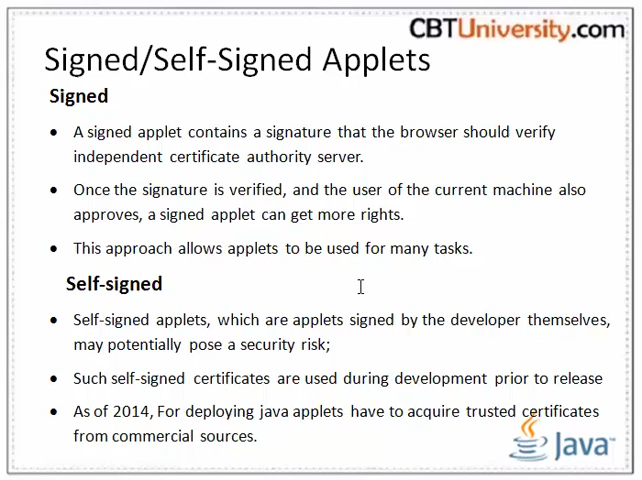 CBTUniversity.com
Signed/Self-Signed Applets
Signed
• A signed applet contains a signature that the browser should verify
independent certificate authority server.
• Once the signature is verified, and the user of the current machine also
approves, a signed applet can get more rights.
• This approach allows applets to be used for many tasks.
Self-signed
• Self-signed applets, which are applets signed by the developer themselves,
may potentially pose a security risk;
• Such self-signed certificates are used during development prior to release
• As of 2014, For deploying java applets have to acquire trusted certificates
from commercial sources.
Java™